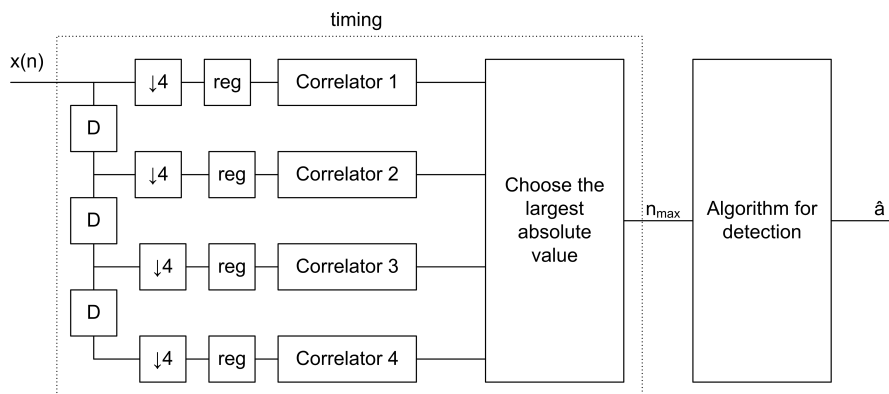 timing
x(n)
↓4
reg
Correlator 1
D
↓4
reg
Correlator 2
D
↓4
reg
Correlator 3
D
↓4
reg
Correlator 4
Choose the
largest
absolute
value
nmax
Algorithm for
detection
â